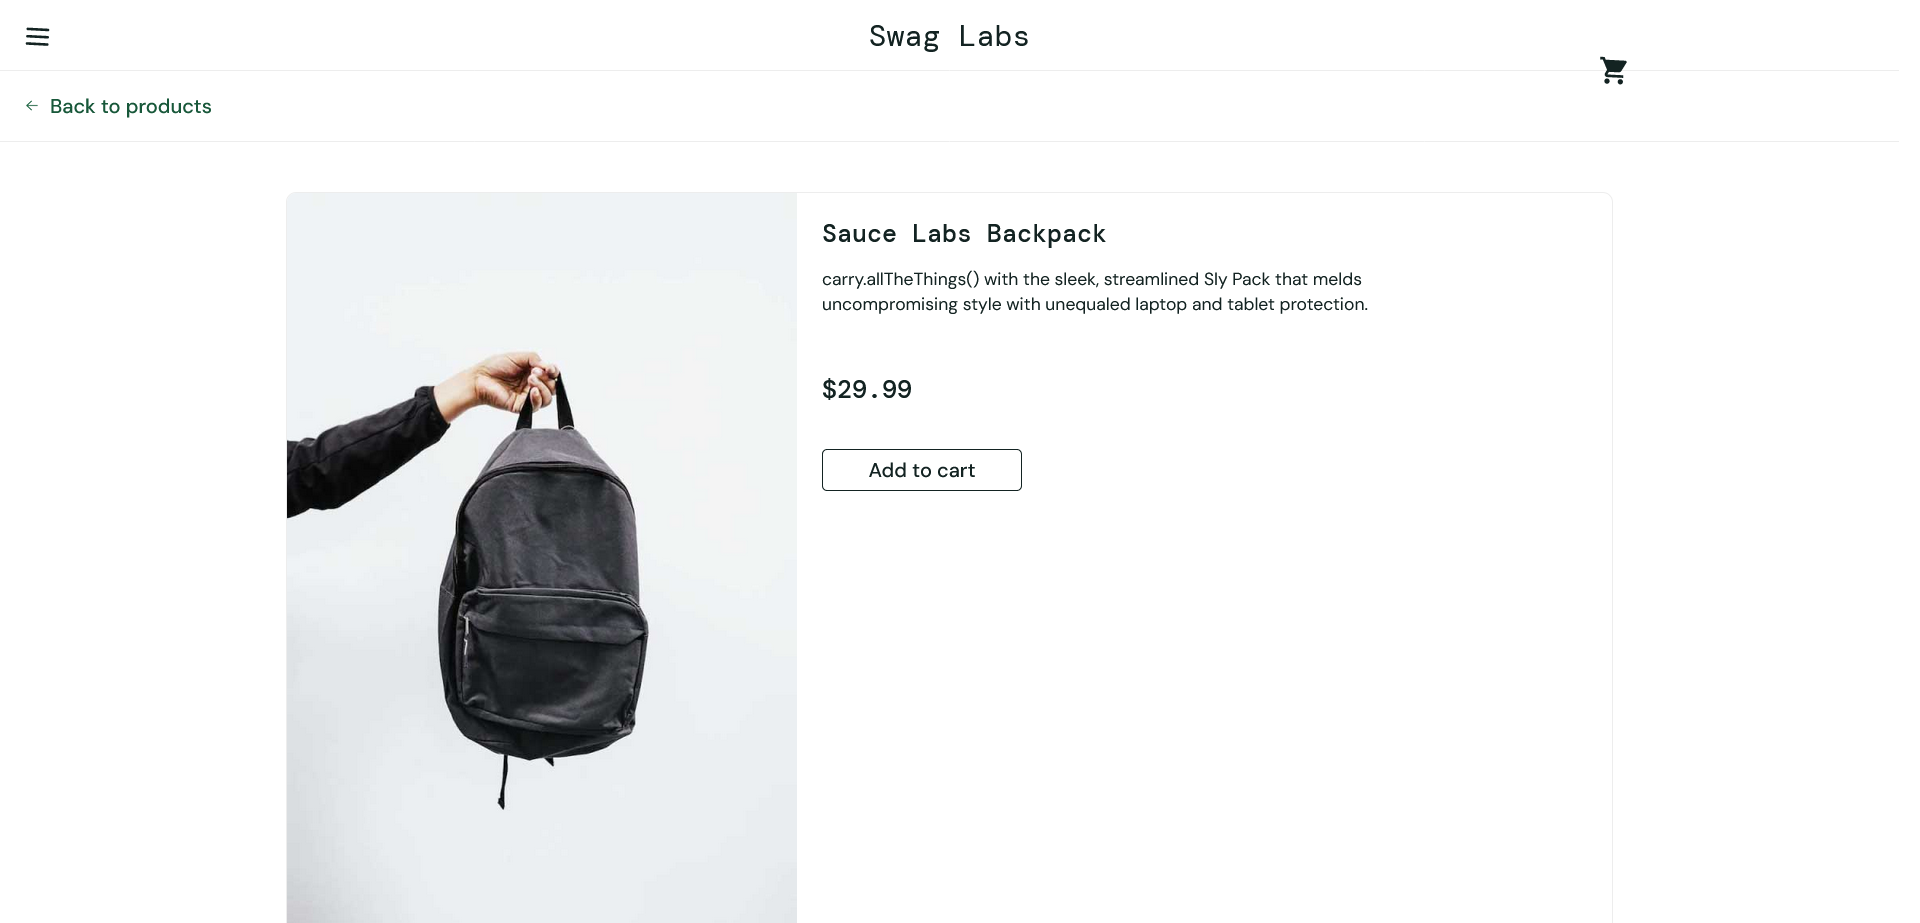 Swag Labs
Back to products
Sauce Labs Backpack
carry.allTheThings() with the sleek, streamlined Sly Pack that melds
uncompromising style with unequaled laptop and tablet protection.
$29.99
Add to cart